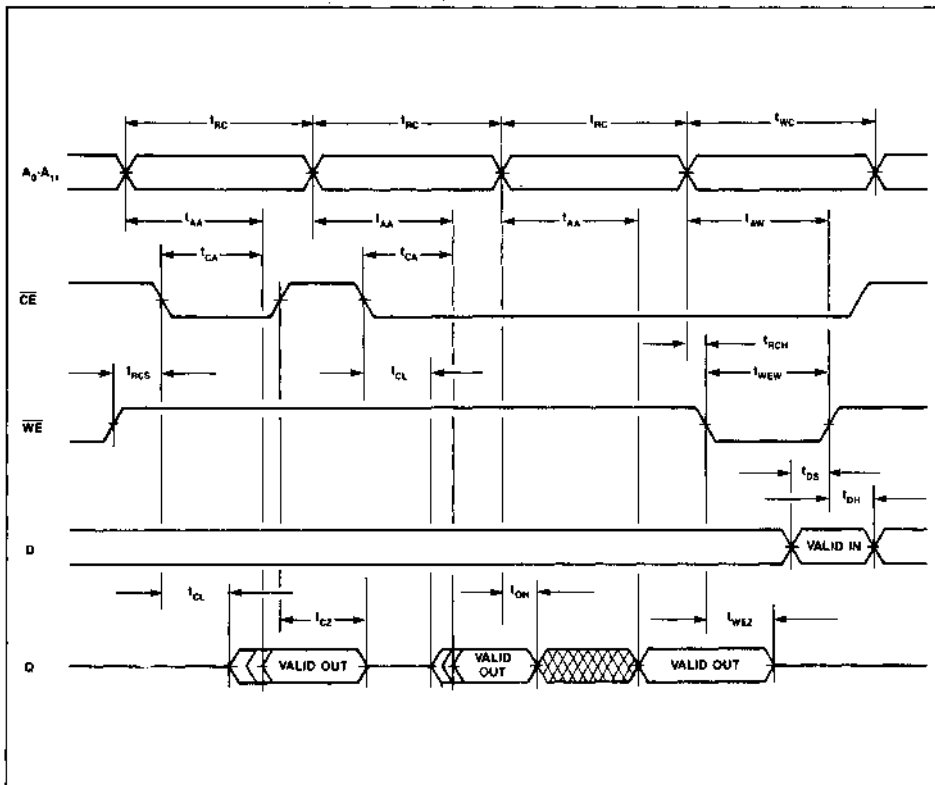 tRC tRC tRC tWC
A0-A11
tAA tAA tAA tAW
tCA tCA
CE
tRCH
tRCS tCL tWEW
WE
tDS
tDH
D VALID IN
tCL tOH
tCZ tWEZ
Q VALID OUT VALID OUT VALID OUT